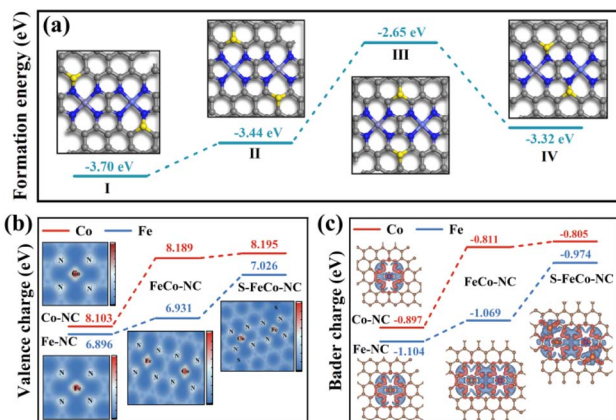 (a)
Formation energy (eV)
-3.70 eV
I
-3.44 eV
II
-2.65 eV
III
-3.32 eV
IV
(b)
Valence charge (eV)
Co Fe
8.189
8.195
7.026
FeCo-NC
S-FeCo-NC
Co-NC 8.103
6.931
Fe-NC 6.896
N N
Co
N N
N N
Fe
N N
(c)
Bader charge (eV)
Co Fe
-0.811
-0.805
-0.974
FeCo-NC
S-FeCo-NC
Co-NC -0.897
-1.069
Fe-NC -1.104